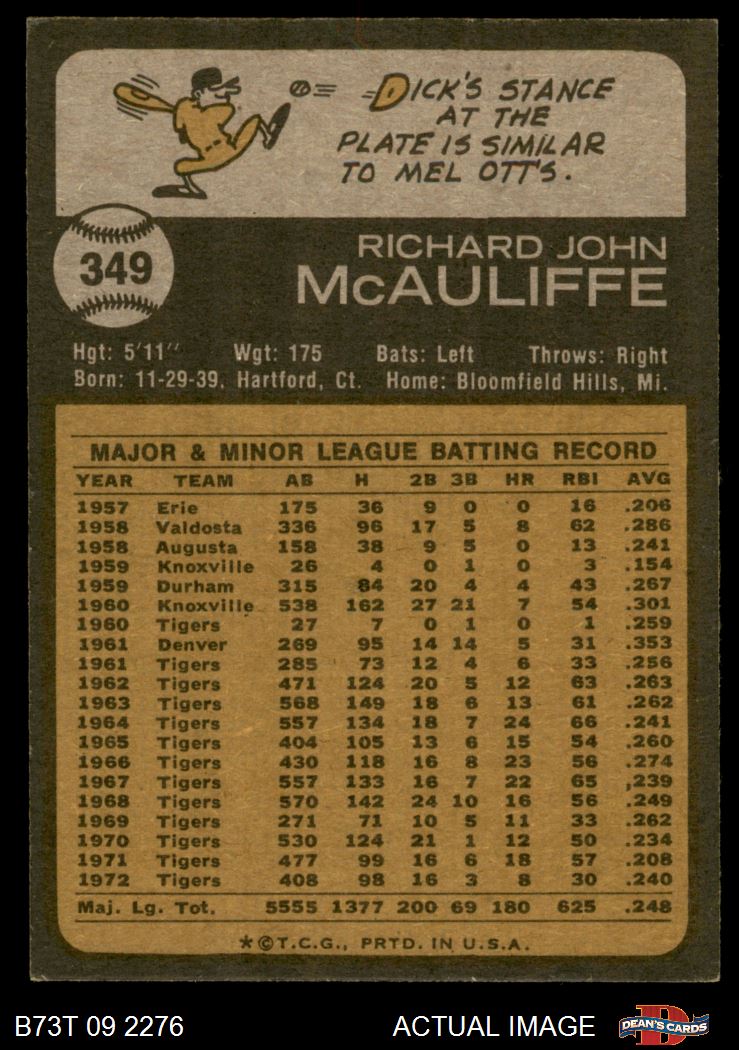 DICK'S STANCE
AT THE
PLATE IS SIMILAR
TO MEL OTT'S.
349
RICHARD JOHN
McAULIFFE
Hgt: 5'11" Wgt: 175 Bats: Left Throws: Right
Born: 11-29-39, Hartford, Ct. Home: Bloomfield Hills, Mi.
MAJOR & MINOR LEAGUE BATTING RECORD
YEAR TEAM AB H 2B 3B HR RBI AVG
1957 Erie 175 36 9 0 0 16 .206
1958 Valdosta 336 96 17 5 8 62 .286
1958 Augusta 158 38 9 5 0 13 .241
1959 Knoxville 26 4 0 1 0 3 .154
1959 Durham 315 84 20 4 4 43 .267
1960 Knoxville 538 162 27 21 7 54 .301
1960 Tigers 27 7 0 1 0 1 .259
1961 Denver 269 95 14 14 5 31 .353
1961 Tigers 285 73 12 4 6 33 .256
1962 Tigers 471 124 20 5 12 63 .263
1963 Tigers 568 149 18 6 13 61 .262
1964 Tigers 557 134 18 7 24 66 .241
1965 Tigers 404 105 13 6 15 54 .260
1966 Tigers 430 118 16 8 23 56 .274
1967 Tigers 557 133 16 7 22 65 ,239
1968 Tigers 570 142 24 10 16 56 .249
1969 Tigers 271 71 10 5 11 33 .262
1970 Tigers 530 124 21 1 12 50 .234
1971 Tigers 477 99 16 6 18 57 .208
1972 Tigers 408 98 16 3 8 30 .240
Maj. Lg. Tot. 5555 1377 200 69 180 625 .248
*©T.C.G., PRTD. IN U.S.A.
B73T 09 2276 ACTUAL IMAGE
D
DEAN'S CARDS